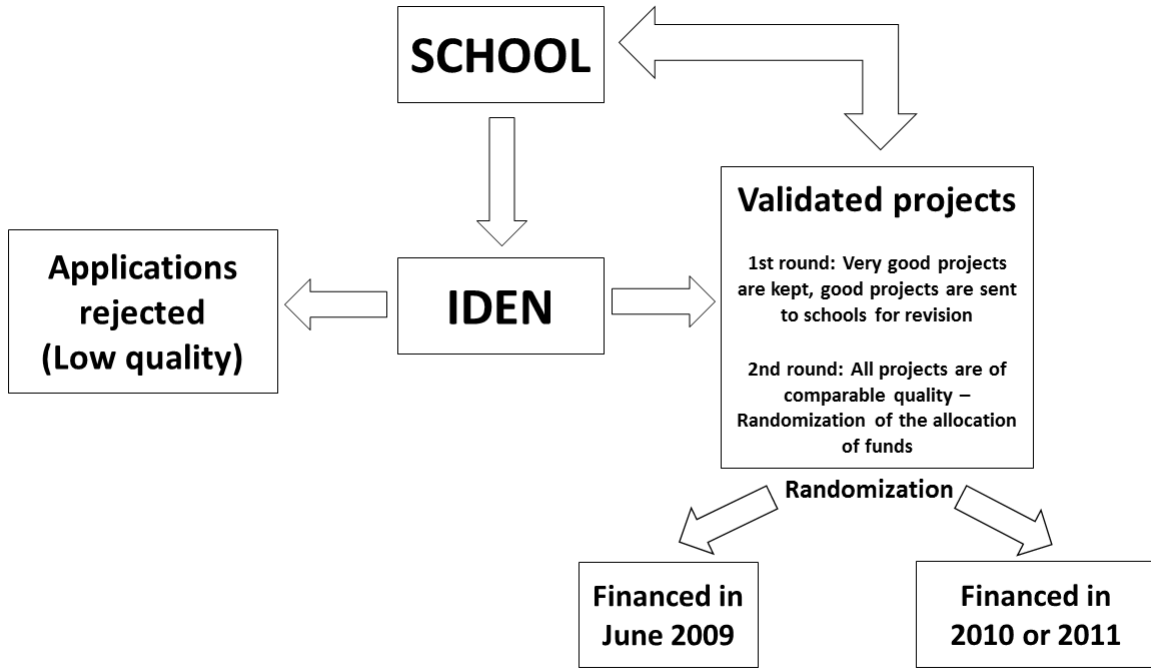 SCHOOL
Applications
rejected
(Low quality)
IDEN
Validated projects
1st round: Very good projects
are kept, good projects are sent
to schools for revision
2nd round: All projects are of
comparable quality –
Randomization of the allocation
of funds
Randomization
Financed in
June 2009
Financed in
2010 or 2011